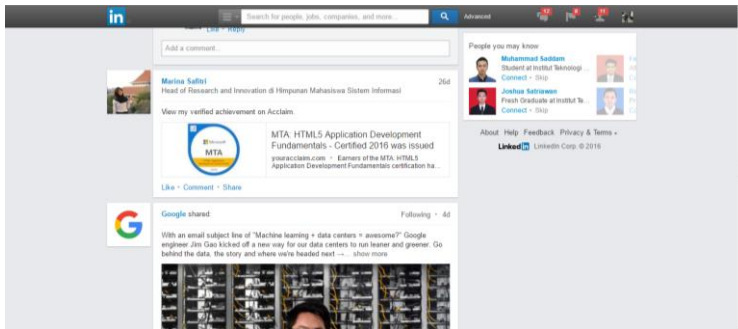 in
Search for people, jobs, companies, and more...
Advanced
Like • Reply
Add a comment...
Marina Safitri
26d
Head of Research and Innovation di Himpunan Mahasiswa Sistem Informasi
View my verified achievement on Acclaim.
Microsoft
MTA
MTA: HTML5 Application Development
Fundamentals - Certified 2016 was issued
youracclaim.com • Earners of the MTA: HTML5
Application Development Fundamentals certification ha...
Like • Comment • Share
Google shared
Following • 4d
With an email subject line of "Machine learning + data centers = awesome?" Google
engineer Jim Gao kicked off a new way for our data centers to run leaner and greener. Go
behind the data, the story and where we're headed next →... show more
People you may know
Muhammad Saddam
Student at Institut Teknologi ...
Connect • Skip
Joshua Satriawan
Fresh Graduate at Institut Te...
Connect • Skip
About Help Feedback Privacy & Terms
Linked in LinkedIn Corp. © 2016